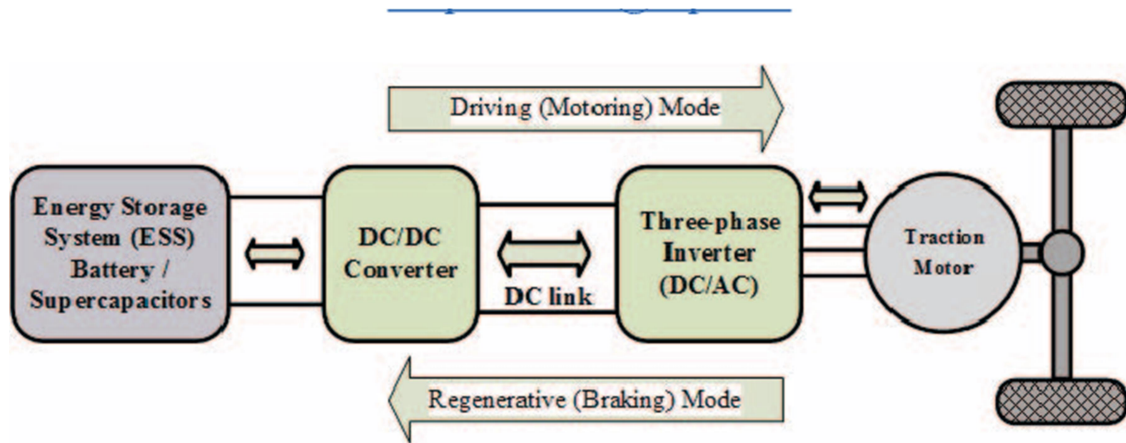 Driving (Motoring) Mode
Energy Storage
System (ESS)
Battery /
Supercapacitors
DC/DC
Converter
DC link
Three-phase
Inverter
(DC/AC)
Traction
Motor
Regenerative (Braking) Mode